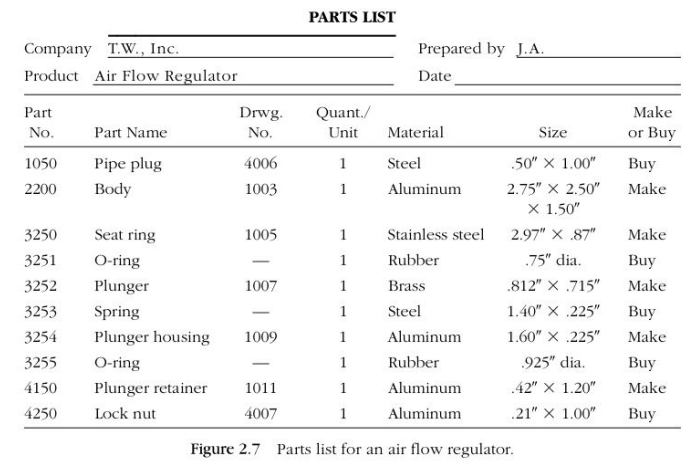 PARTS LIST
Company T.W., Inc. Prepared by J.A.
Product Air Flow Regulator Date
Part Drwg. Quant./ Make
No. Part Name No. Unit Material Size or Buy
1050 Pipe plug 4006 1 Steel .50″ × 1.00″ Buy
2200 Body 1003 1 Aluminum 2.75″ × 2.50″ Make
× 1.50″
3250 Seat ring 1005 1 Stainless steel 2.97″ × .87″ Make
3251 O-ring — 1 Rubber .75″ dia. Buy
3252 Plunger 1007 1 Brass .812″ × .715″ Make
3253 Spring — 1 Steel 1.40″ × .225″ Buy
3254 Plunger housing 1009 1 Aluminum 1.60″ × .225″ Make
3255 O-ring — 1 Rubber .925″ dia. Buy
4150 Plunger retainer 1011 1 Aluminum .42″ × 1.20″ Make
4250 Lock nut 4007 1 Aluminum .21″ × 1.00″ Buy
Figure 2.7 Parts list for an air flow regulator.